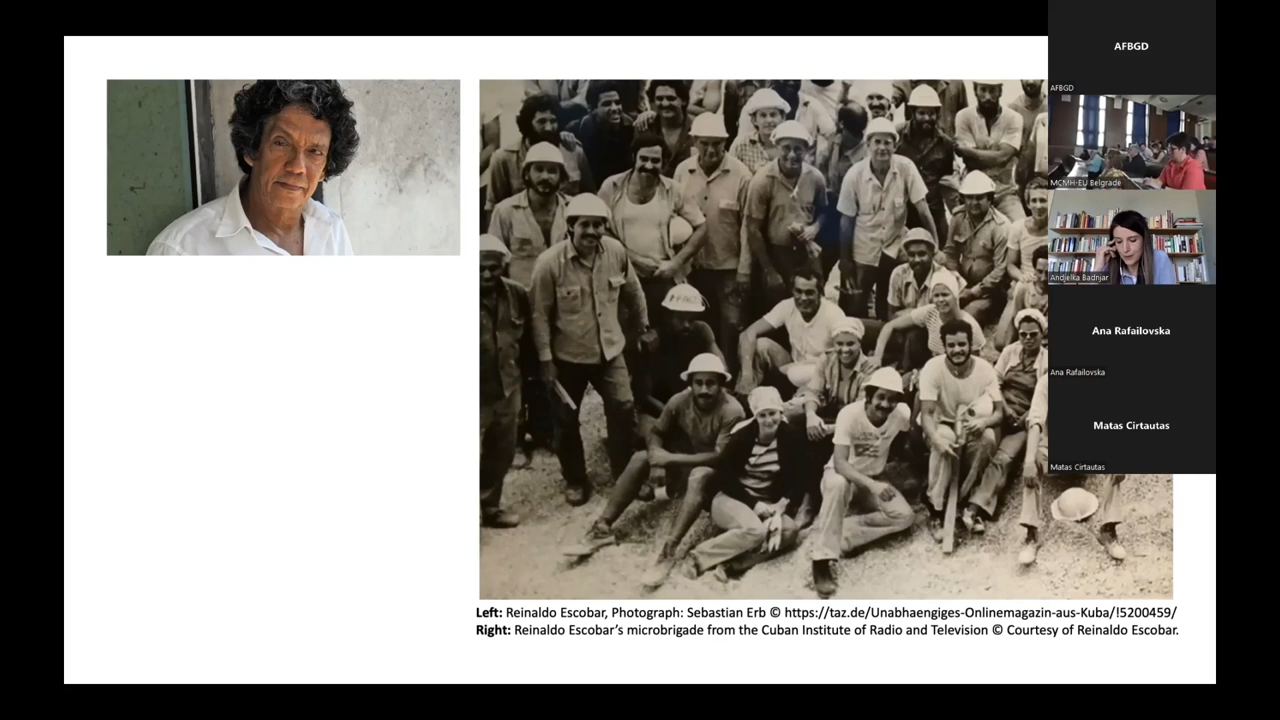 AFBGD
AFBGD
MCMH-EU Belgrade
Andjelka Badnjar
Ana Rafailovska
Ana Rafailovska
Matas Cirtautas
Matas Cirtautas
Left: Reinaldo Escobar, Photograph: Sebastian Erb © https://taz.de/Unabhaengiges-Onlinemagazin-aus-Kuba/!5200459/
Right: Reinaldo Escobar’s microbrigade from the Cuban Institute of Radio and Television © Courtesy of Reinaldo Escobar.